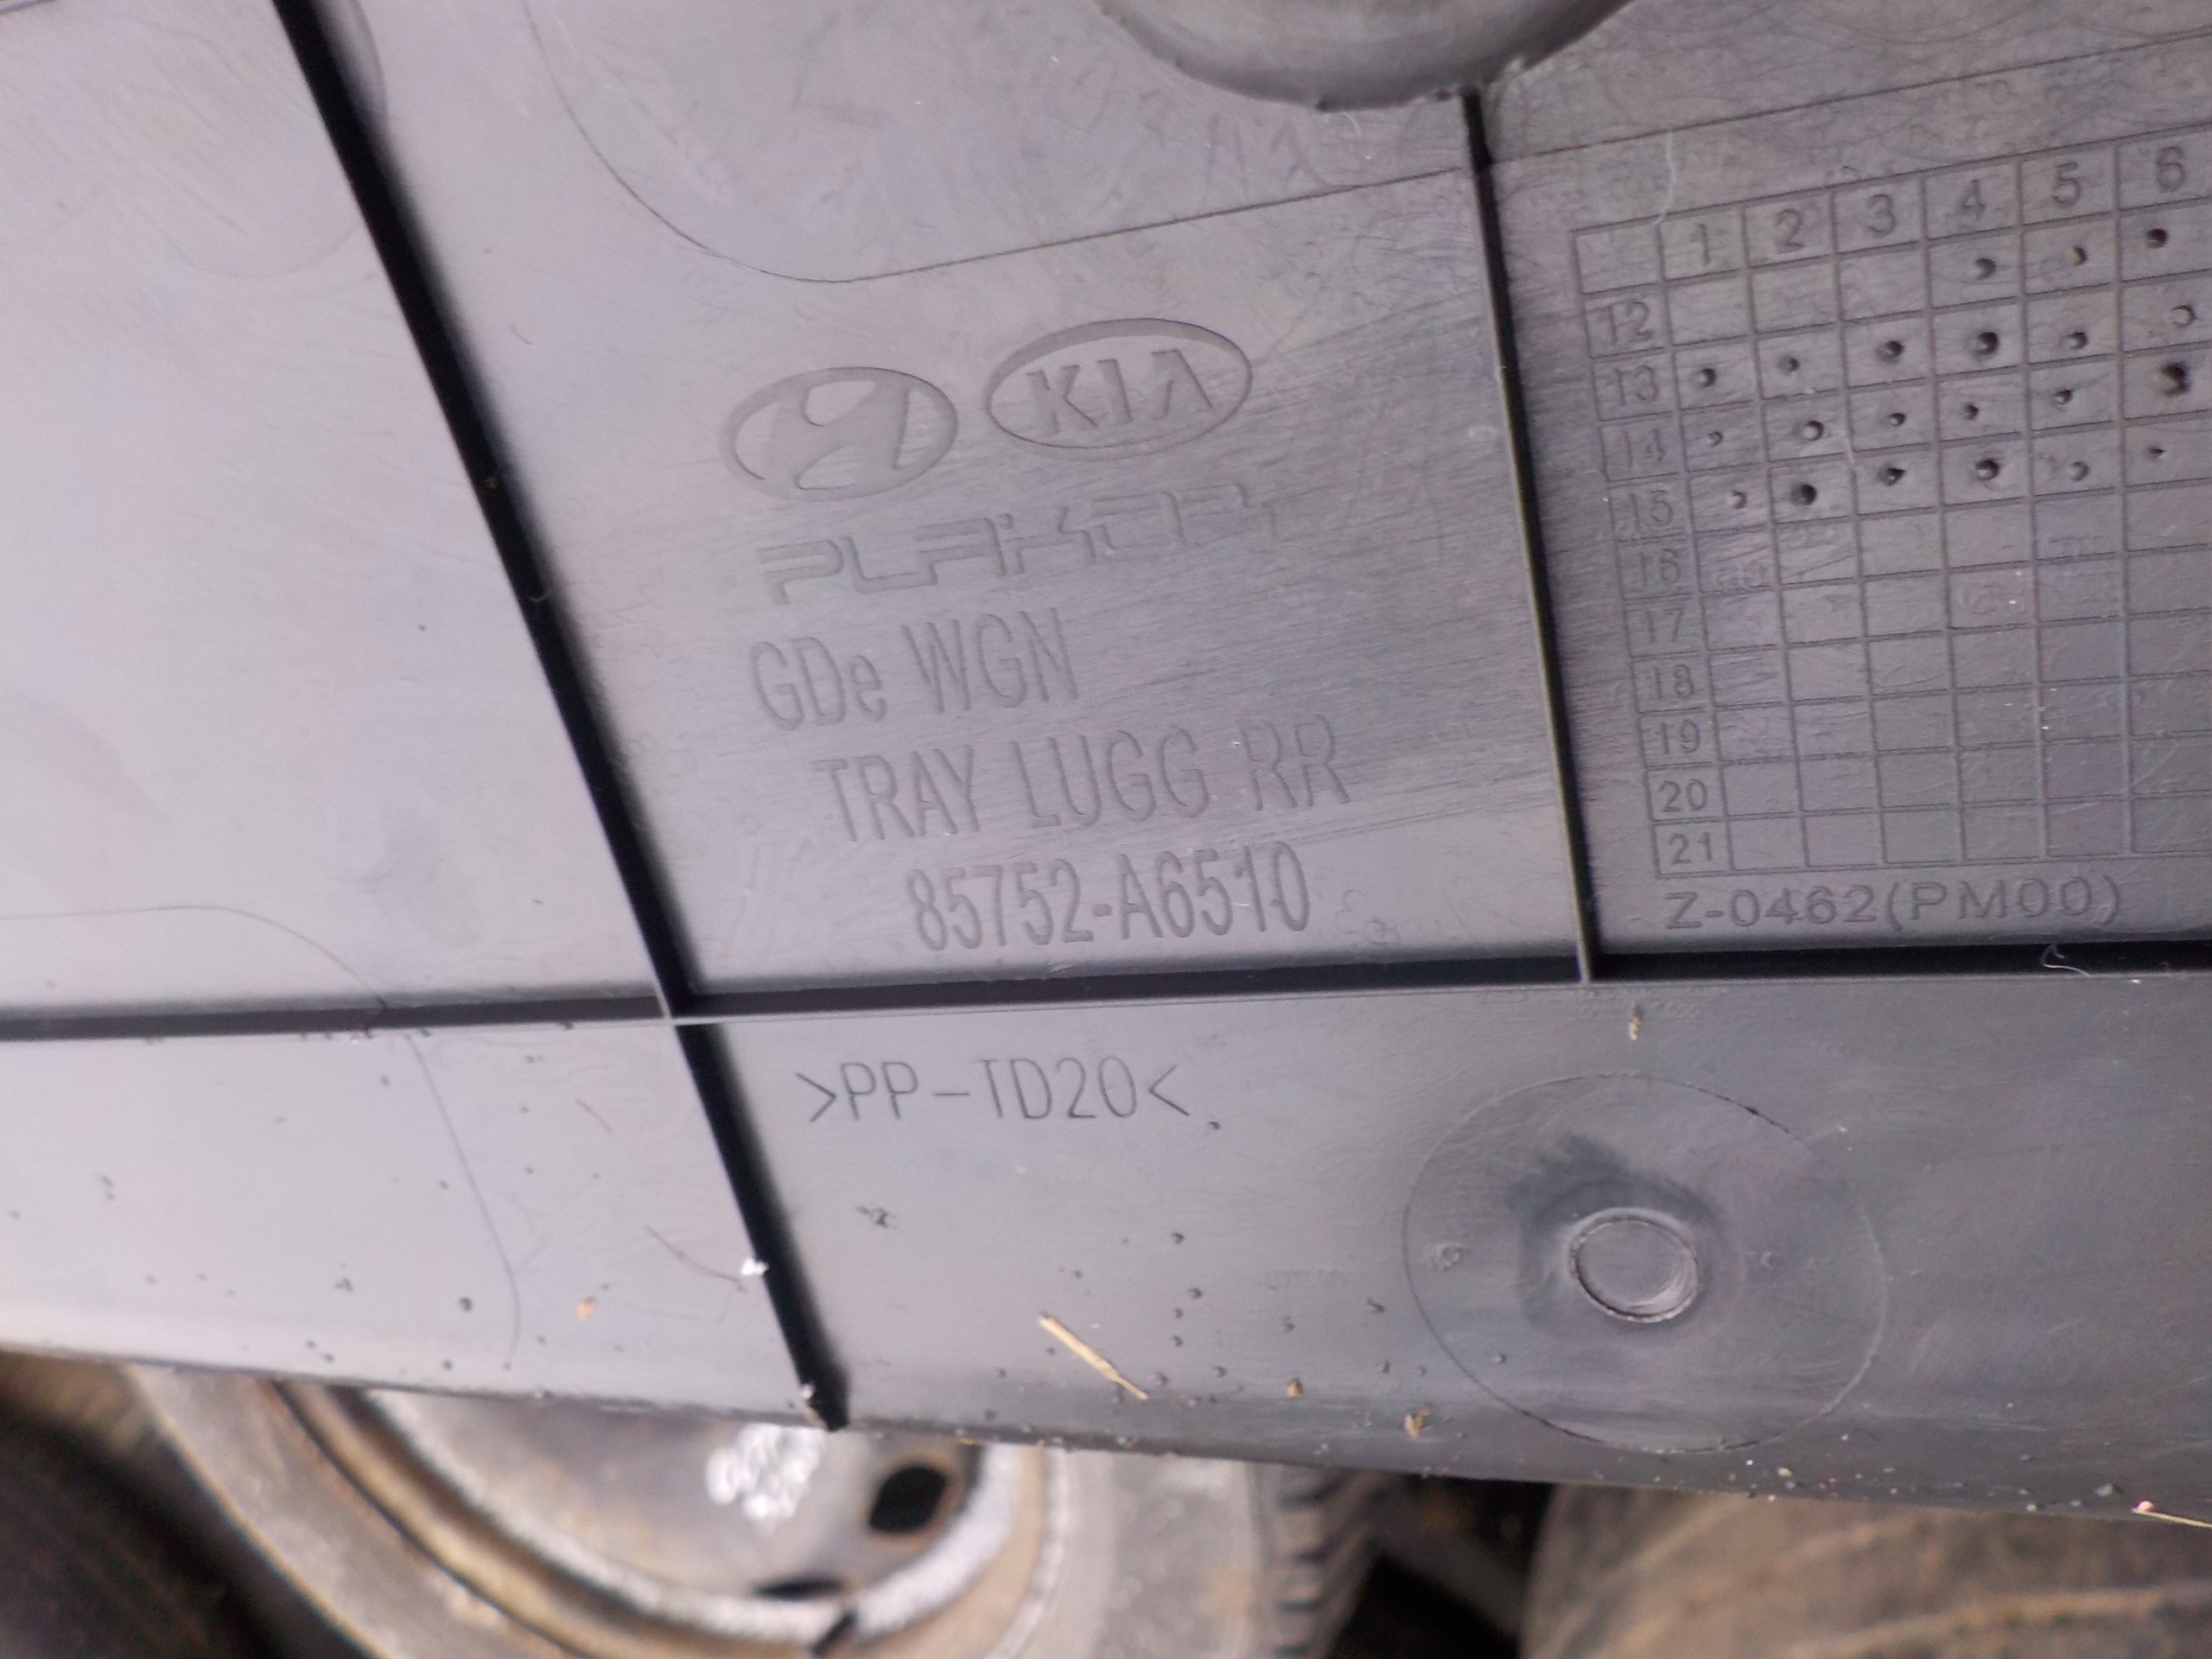 KIA
PLAKOR
GDe WGN
TRAY LUGG RR
85752-A6510
>PP-TD20<
1 2 3 4 5 6
12
13
14
15
16
17
18
19
20
21
Z-0462(PM00)